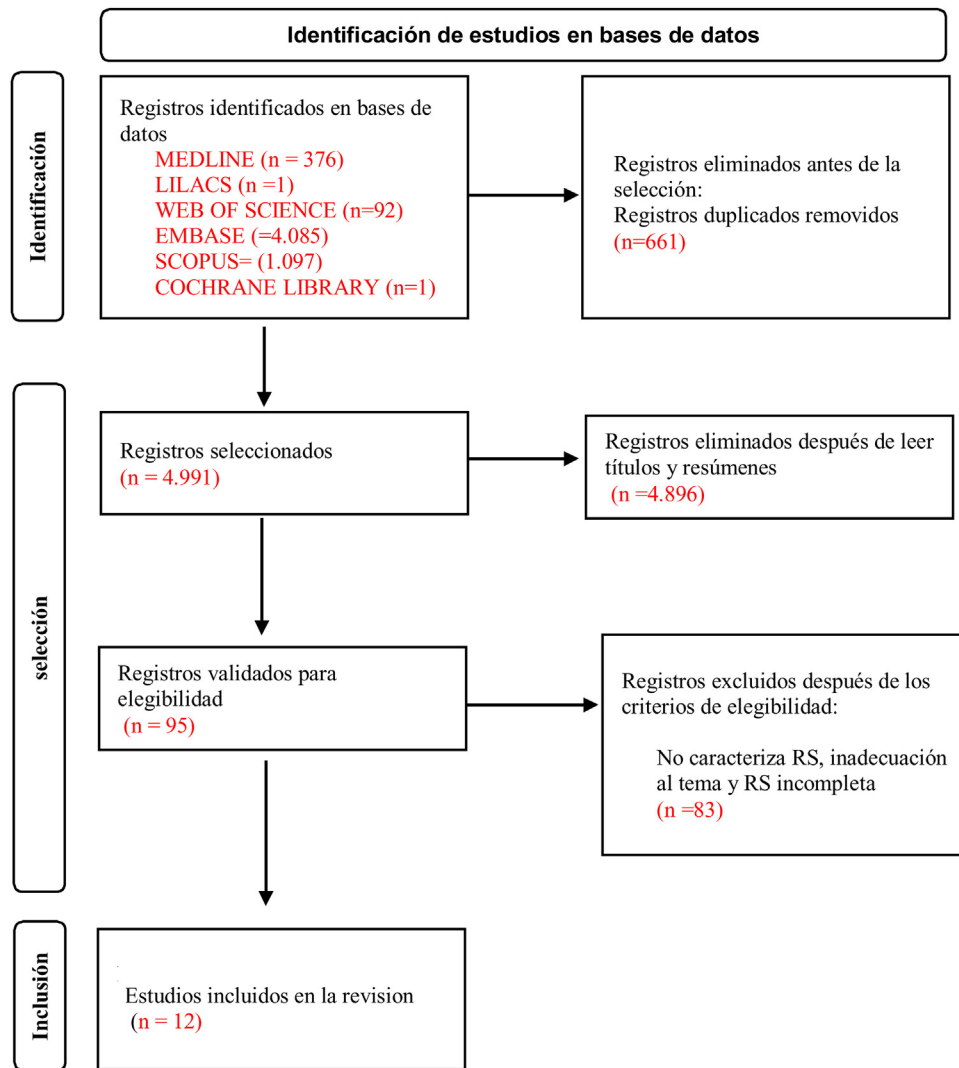 Identificación de estudios en bases de datos
Identificación
Registros identificados en bases de
datos
MEDLINE (n = 376)
LILACS (n =1)
WEB OF SCIENCE (n=92)
EMBASE (=4.085)
SCOPUS= (1.097)
COCHRANE LIBRARY (n=1)
Registros eliminados antes de la
selección:
Registros duplicados removidos
(n=661)
selección
Registros seleccionados
(n = 4.991)
Registros eliminados después de leer
títulos y resúmenes
(n =4.896)
Registros validados para
elegibilidad
(n = 95)
Registros excluidos después de los
criterios de elegibilidad:
No caracteriza RS, inadecuación
al tema y RS incompleta
(n =83)
Inclusión
Estudios incluidos en la revision
(n = 12)